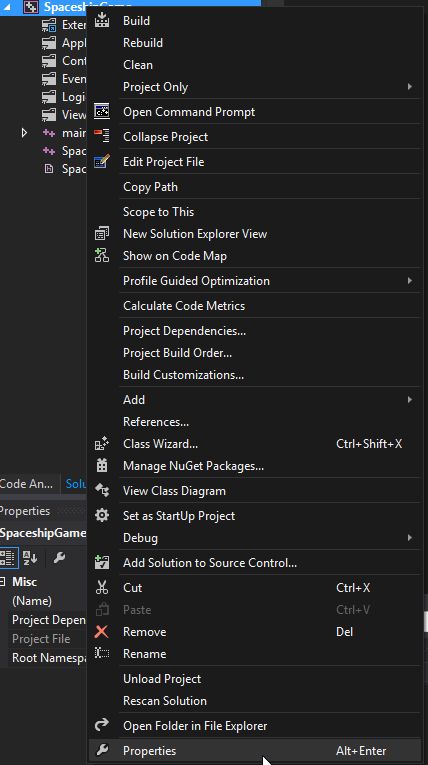 SpaceshipGame
Exter
Appl
Cont
Even
Logi
View
main
Spac
Spac
Build
Rebuild
Clean
Project Only
Open Command Prompt
Collapse Project
Edit Project File
Copy Path
Scope to This
New Solution Explorer View
Show on Code Map
Profile Guided Optimization
Calculate Code Metrics
Project Dependencies...
Project Build Order...
Build Customizations...
Add
References...
Class Wizard... Ctrl+Shift+X
Manage NuGet Packages...
View Class Diagram
Set as StartUp Project
Debug
Add Solution to Source Control...
Cut Ctrl+X
Paste Ctrl+V
Remove Del
Rename
Unload Project
Rescan Solution
Open Folder in File Explorer
Properties Alt+Enter
Code An... Solu
Properties
SpaceshipGame
Misc
(Name)
Project Depen
Project File
Root Namespa